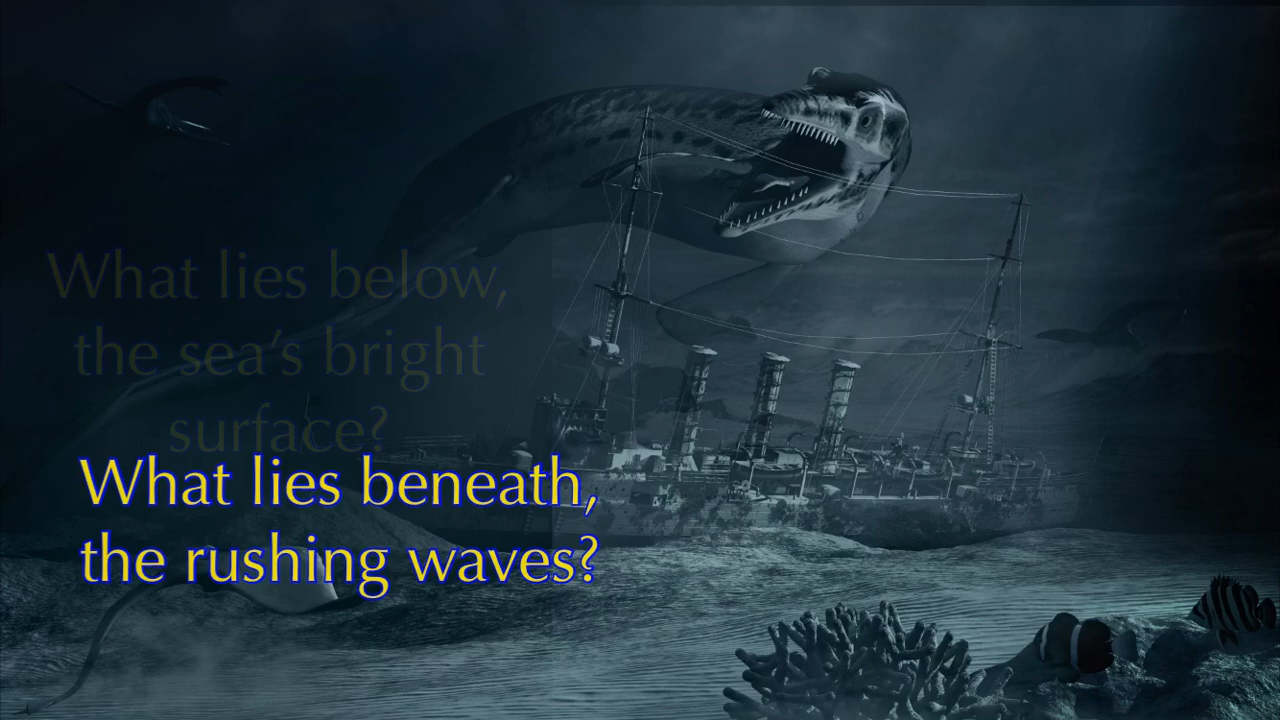 What lies below,
the sea’s bright
surface?
What lies beneath,
the rushing waves?